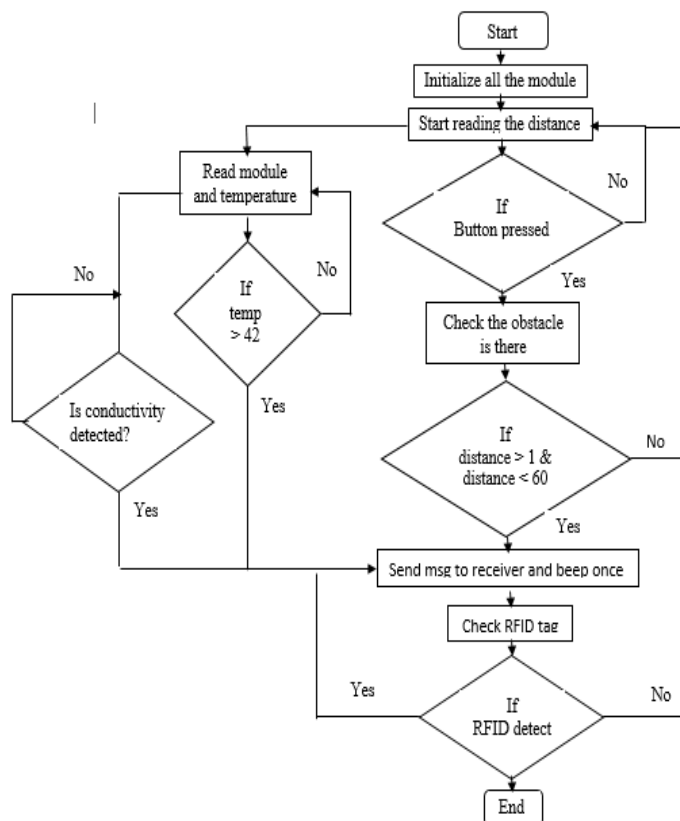 Start
Initialize all the module
Start reading the distance
Read module
and temperature
No
If
Button pressed
Yes
No
If
temp
> 42
No
Yes
Check the obstacle
is there
Is conductivity
detected?
Yes
If
distance > 1 &
distance < 60
No
Yes
Send msg to receiver and beep once
Check RFID tag
Yes
If
RFID detect
No
End